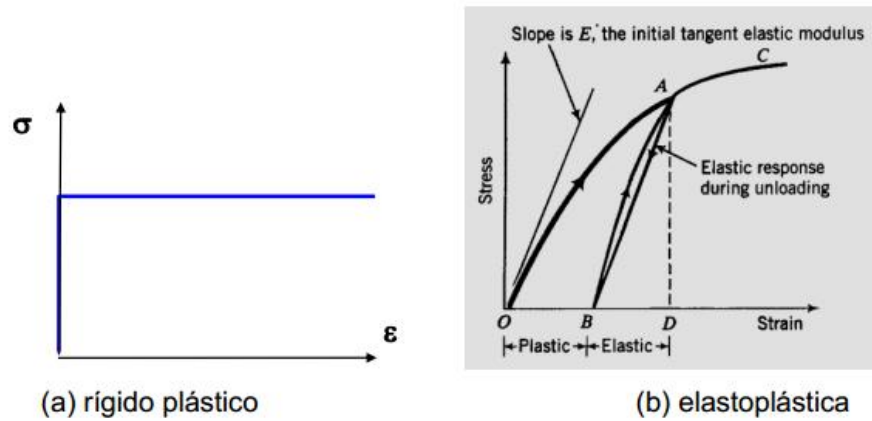 σ
ε
(a) rígido plástico
Slope is E, the initial tangent elastic modulus
C
A
Elastic response
during unloading
Stress
O
B
D
Strain
Plastic
Elastic
(b) elastoplástica